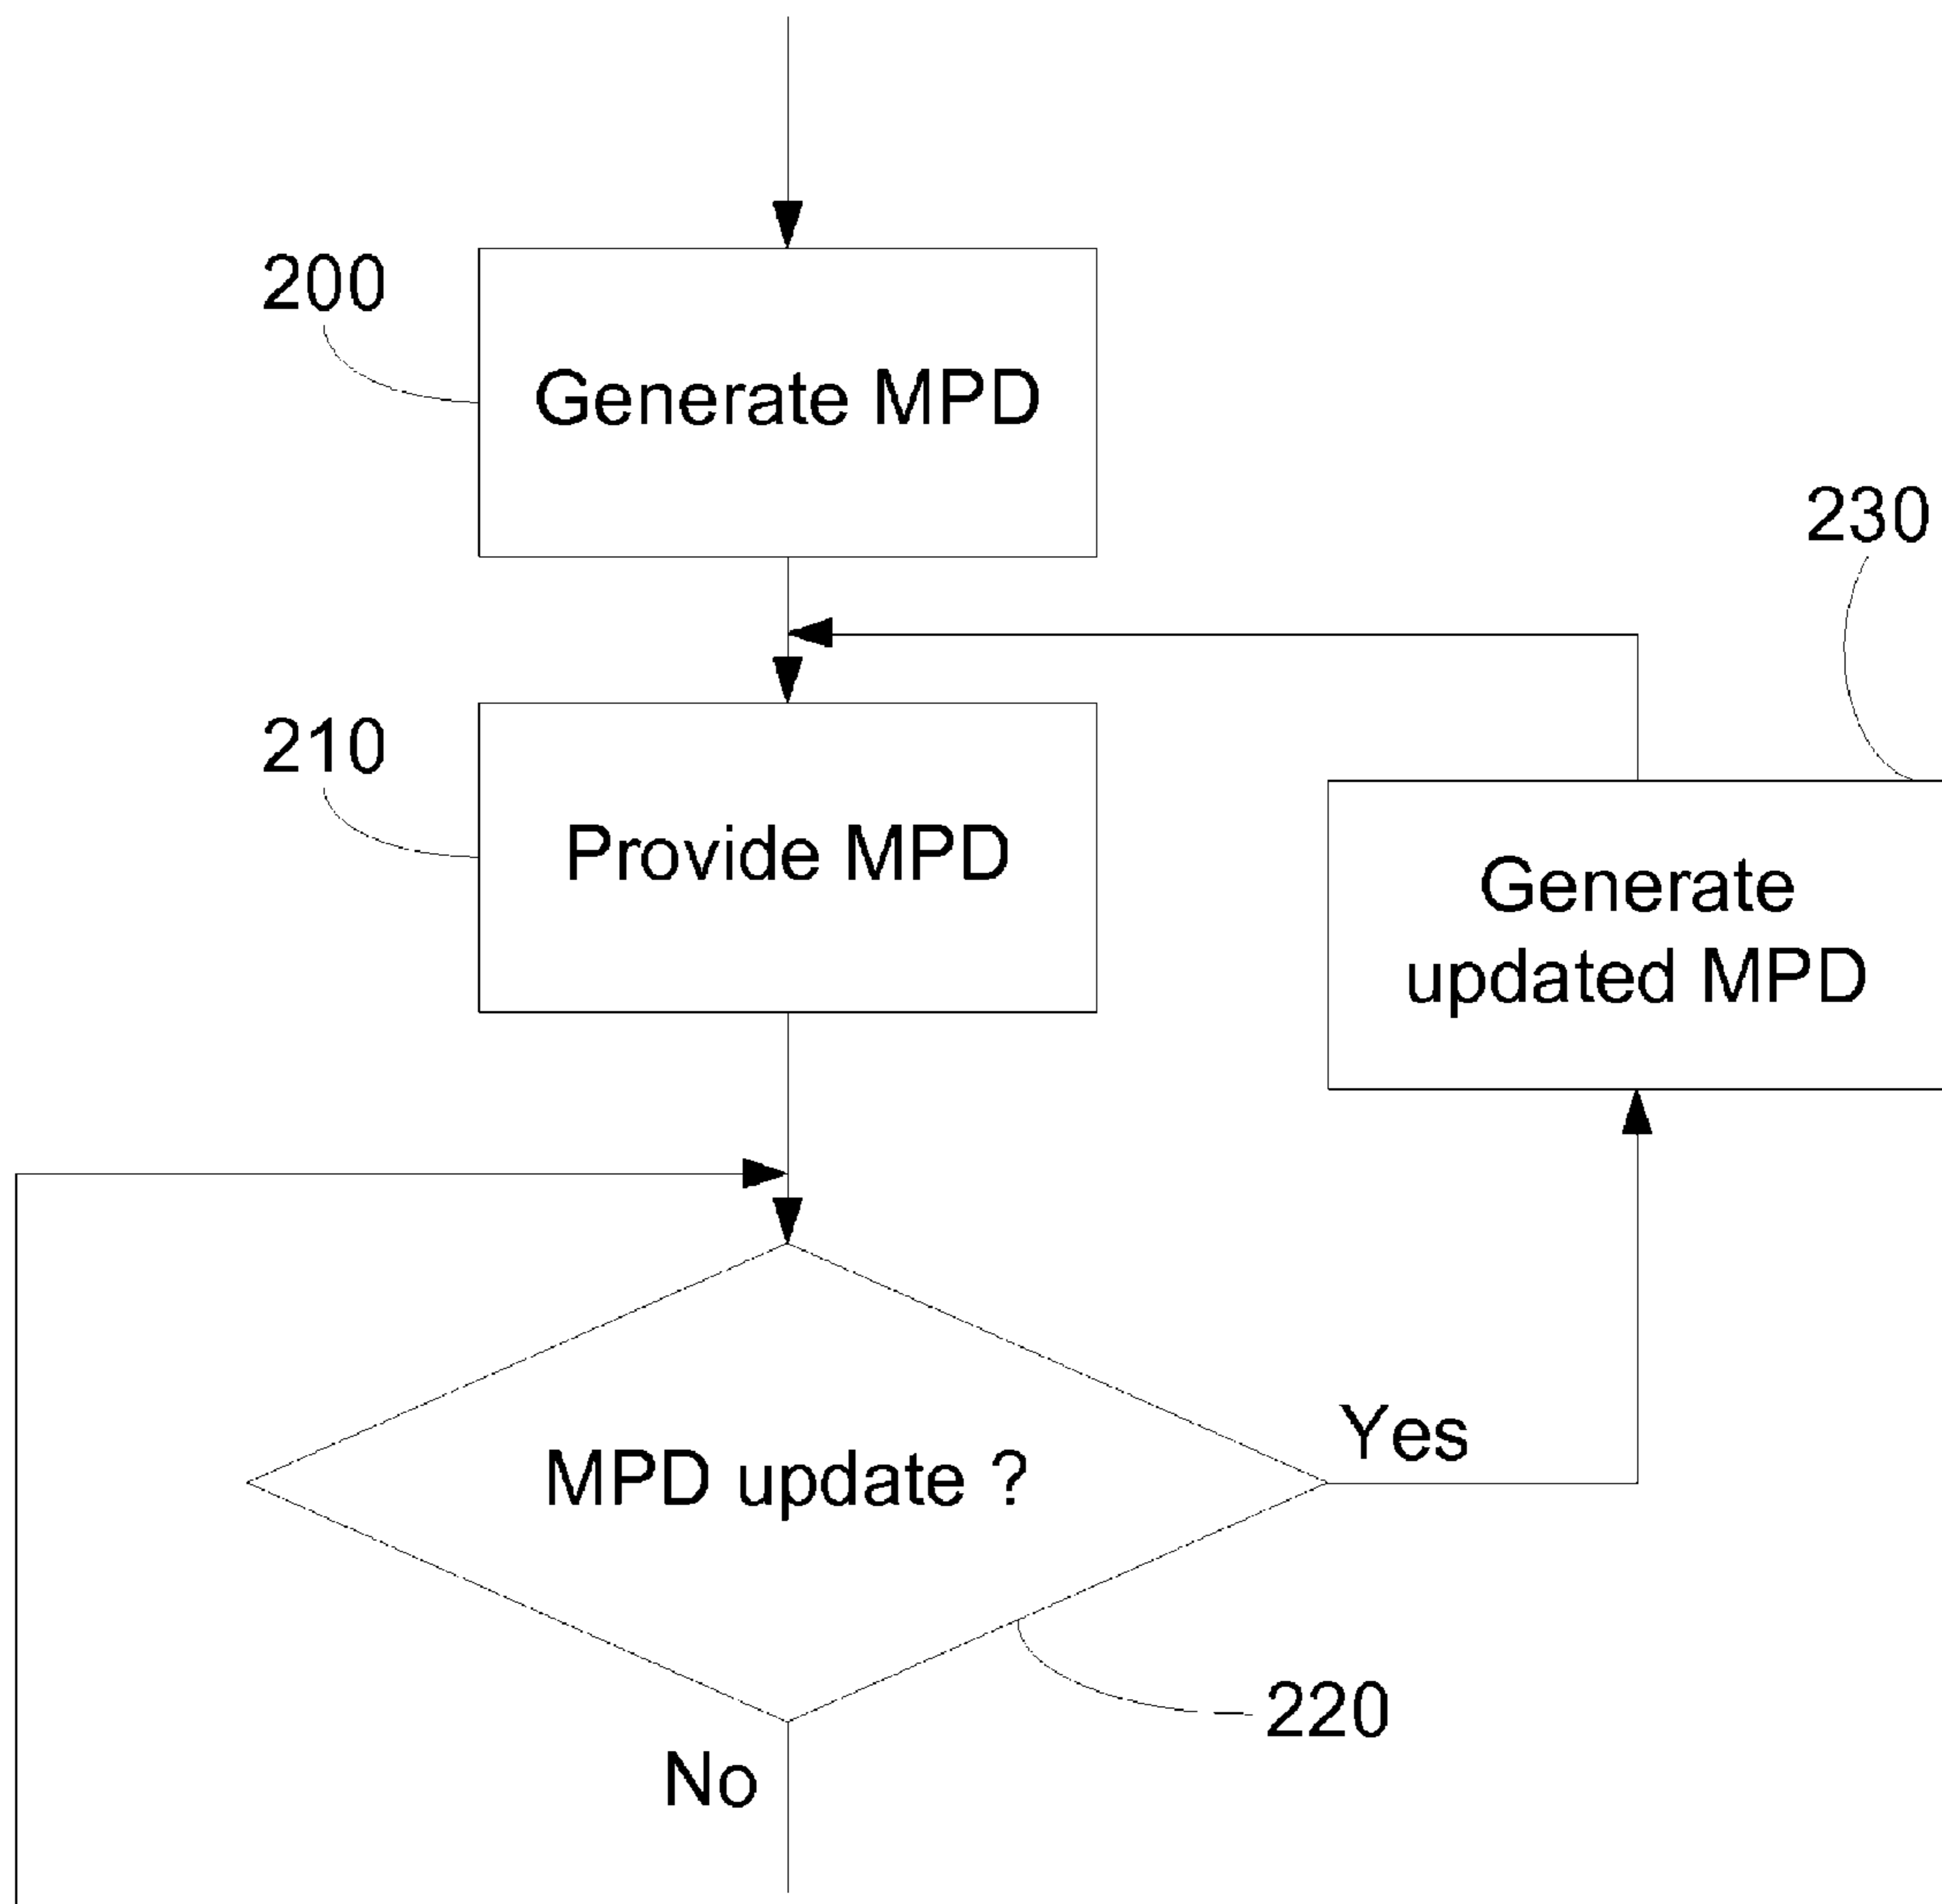 200
Generate MPD
230
210
Provide MPD
Generate
updated MPD
Yes
MPD update ?
220
No